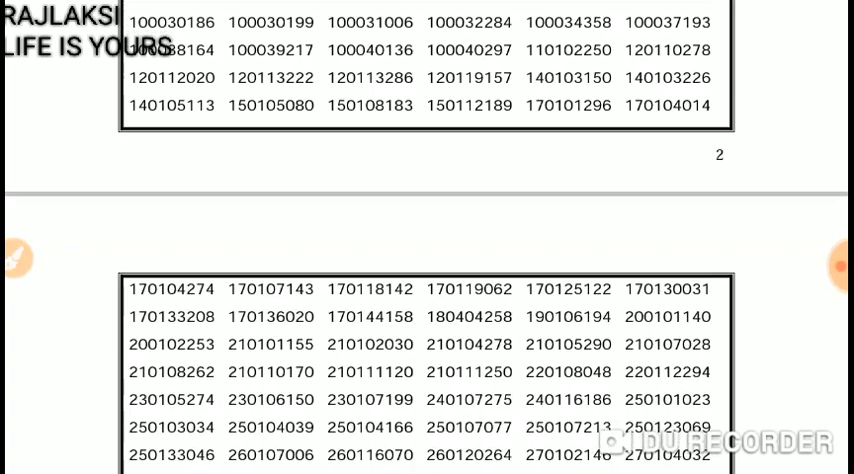 RAJLAKSI
LIFE IS YOURS
100030186 100030199 100031006 100032284 100034358 100037193
100038164 100039217 100040136 100040297 110102250 120110278
120112020 120113222 120113286 120119157 140103150 140103226
140105113 150105080 150108183 150112189 170101296 170104014
2
170104274 170107143 170118142 170119062 170125122 170130031
170133208 170136020 170144158 180404258 190106194 200101140
200102253 210101155 210102030 210104278 210105290 210107028
210108262 210110170 210111120 210111250 220108048 220112294
230105274 230106150 230107199 240107275 240116186 250101023
250103034 250104039 250104166 250107077 250107213 250123069
250133046 260107006 260116070 260120264 270102146 270104032
DU RECORDER